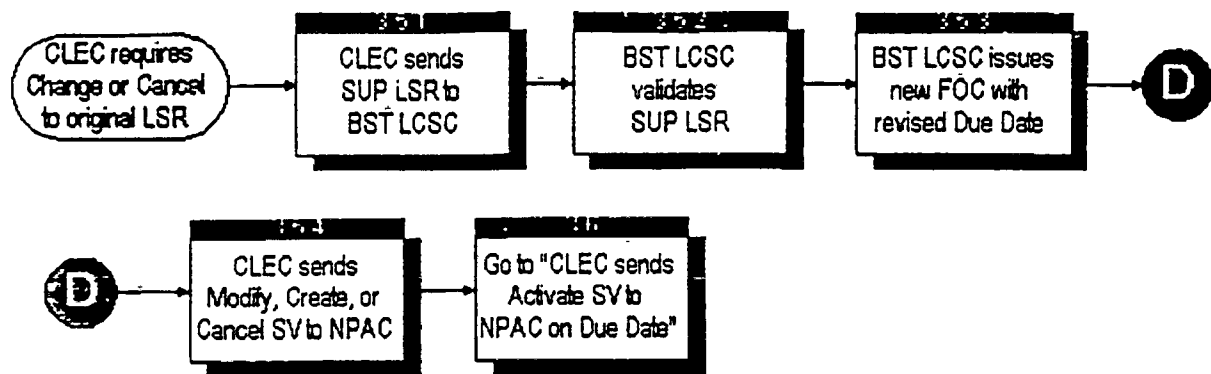 CLEC requires
Change or Cancel
to original LSR
CLEC sends
SUP LSR to
BST LCSC
BST LCSC
validates
SUP LSR
BST LCSC issues
new FOC with
revised Due Date
D
D
CLEC sends
Modify, Create, or
Cancel SV to NPAC
Go to "CLEC sends
Activate SV to
NPAC on Due Date"